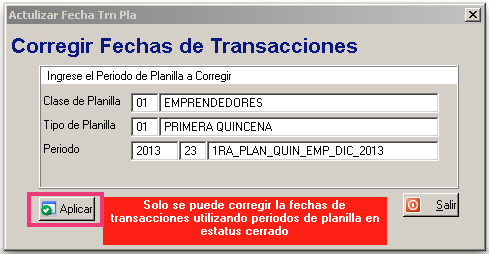 Actulizar Fecha Trn Pla
Corregir Fechas de Transacciones
Ingrese el Periodo de Planilla a Corregir
Clase de Planilla 01 EMPRENDEDORES
Tipo de Planilla 01 PRIMERA QUINCENA
Periodo 2013 23 1RA_PLAN_QUIN_EMP_DIC_2013
Aplicar
Solo se puede corregir la fechas de
transacciones utilizando periodos de planilla en
estatus cerrado
Salir